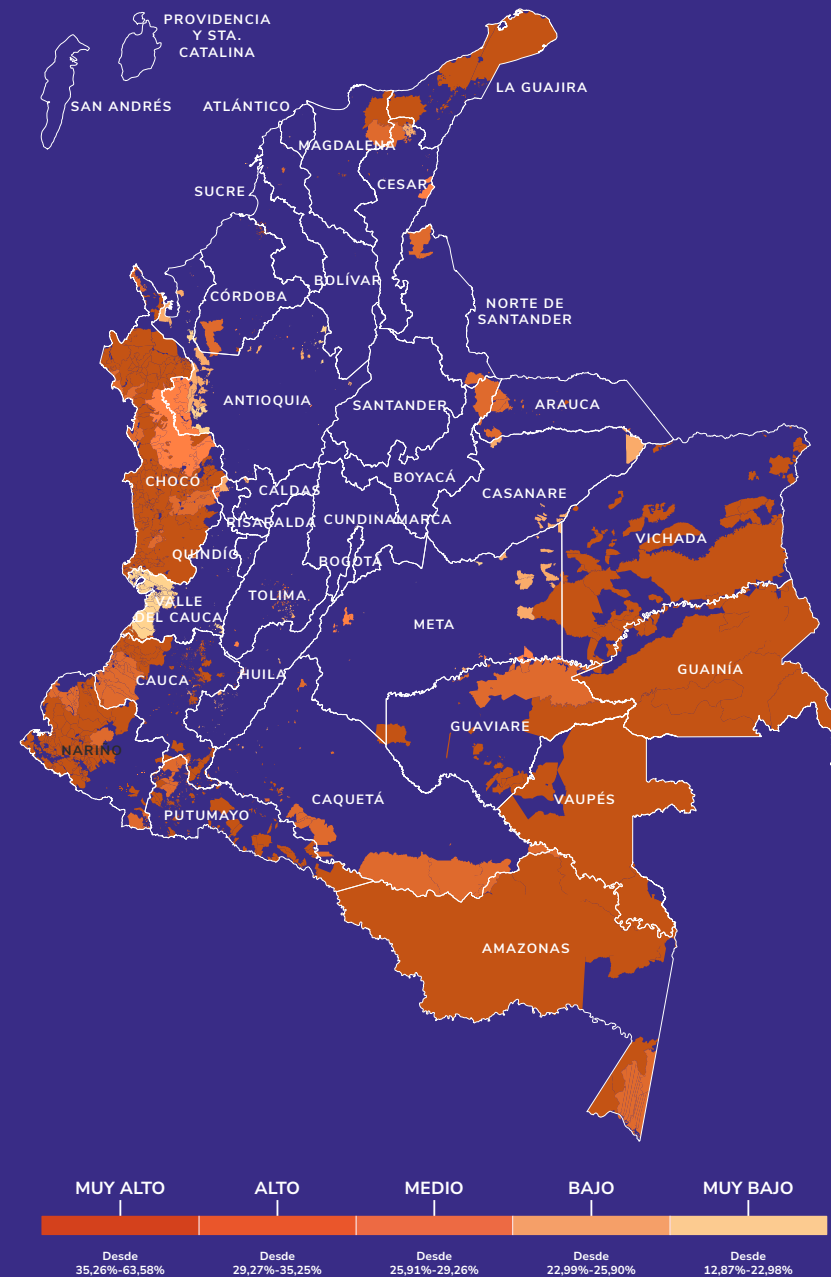 PROVIDENCIA
Y STA.
CATALINA
SAN ANDRÉS
ATLÁNTICO
LA GUAJIRA
MAGDALENA
CESAR
SUCRE
BOLÍVAR
CÓRDOBA
NORTE DE
SANTANDER
ANTIOQUIA
SANTANDER
ARAUCA
CHOCÓ
BOYACÁ
CALDAS
CASANARE
RISARALDA
CUNDINAMARCA
VICHADA
QUINDÍO
BOGOTÁ
TOLIMA
VALLE
DEL CAUCA
META
GUAINÍA
CAUCA
HUILA
GUAVIARE
NARIÑO
CAQUETÁ
VAUPÉS
PUTUMAYO
AMAZONAS
MUY ALTO
ALTO
MEDIO
BAJO
MUY BAJO
Desde
35,26%-63,58%
Desde
29,27%-35,25%
Desde
25,91%-29,26%
Desde
22,99%-25,90%
Desde
12,87%-22,98%